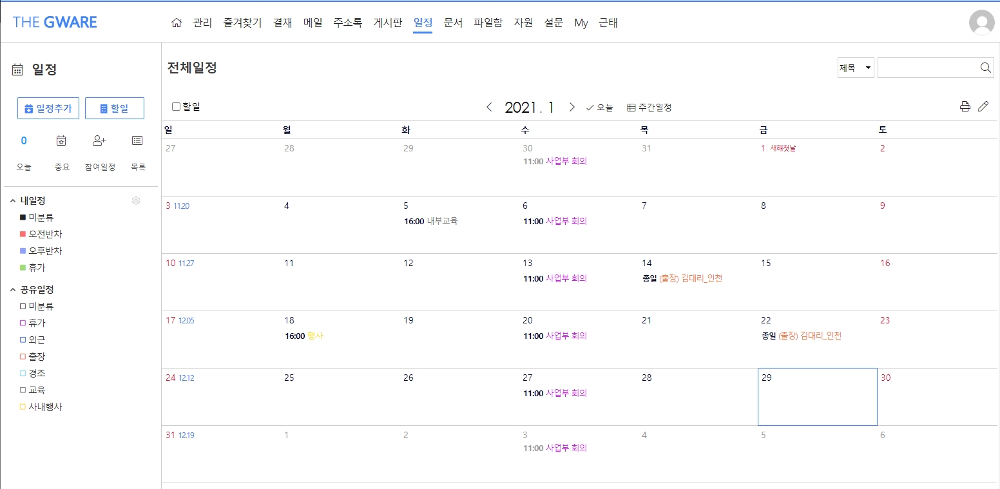 THE GWARE
관리 즐겨찾기 결재 메일 주소록 게시판 일정 문서 파일함 자원 설문 My 근태
일정
일정추가 할일
0
오늘 중요 참여일정 목록
내일정
미분류
오전반차
오후반차
휴가
공유일정
미분류
휴가
외근
출장
경조
교육
사내행사
전체일정
제목
할일
2021. 1
오늘
주간일정
일 월 화 수 목 금 토
27 28 29 30 31 1 새해첫날 2
11:00 사업부 회의
3 11.20 4 5 6 7 8 9
16:00 내부교육 11:00 사업부 회의
10 11.27 11 12 13 14 15 16
11:00 사업부 회의 종일 (출장) 김대리_인천
17 12.05 18 19 20 21 22 23
16:00 행사 11:00 사업부 회의 종일 (출장) 김대리_인천
24 12.12 25 26 27 28 29 30
11:00 사업부 회의
31 12.19 1 2 3 4 5 6
11:00 사업부 회의